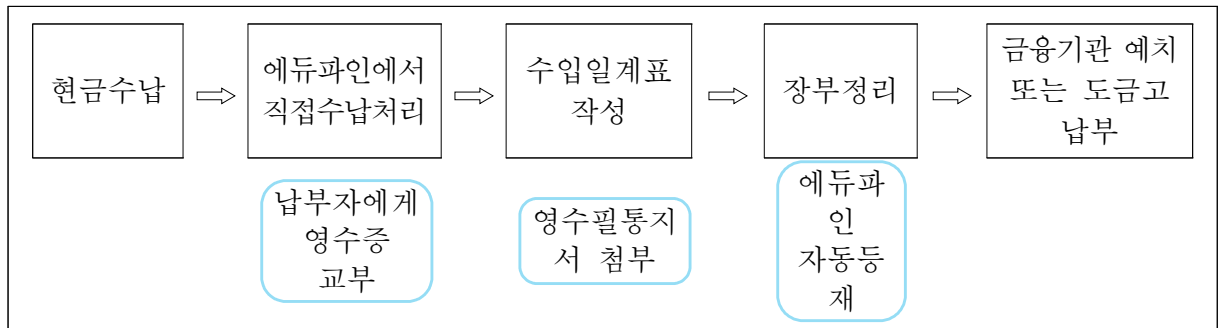 현금수납
에듀파인에서
직접수납처리
수입일계표
작성
장부정리
금융기관 예치
또는 도금고
납부
납부자에게
영수증
교부
영수필통지
서 첨부
에듀파
인
자동등
재